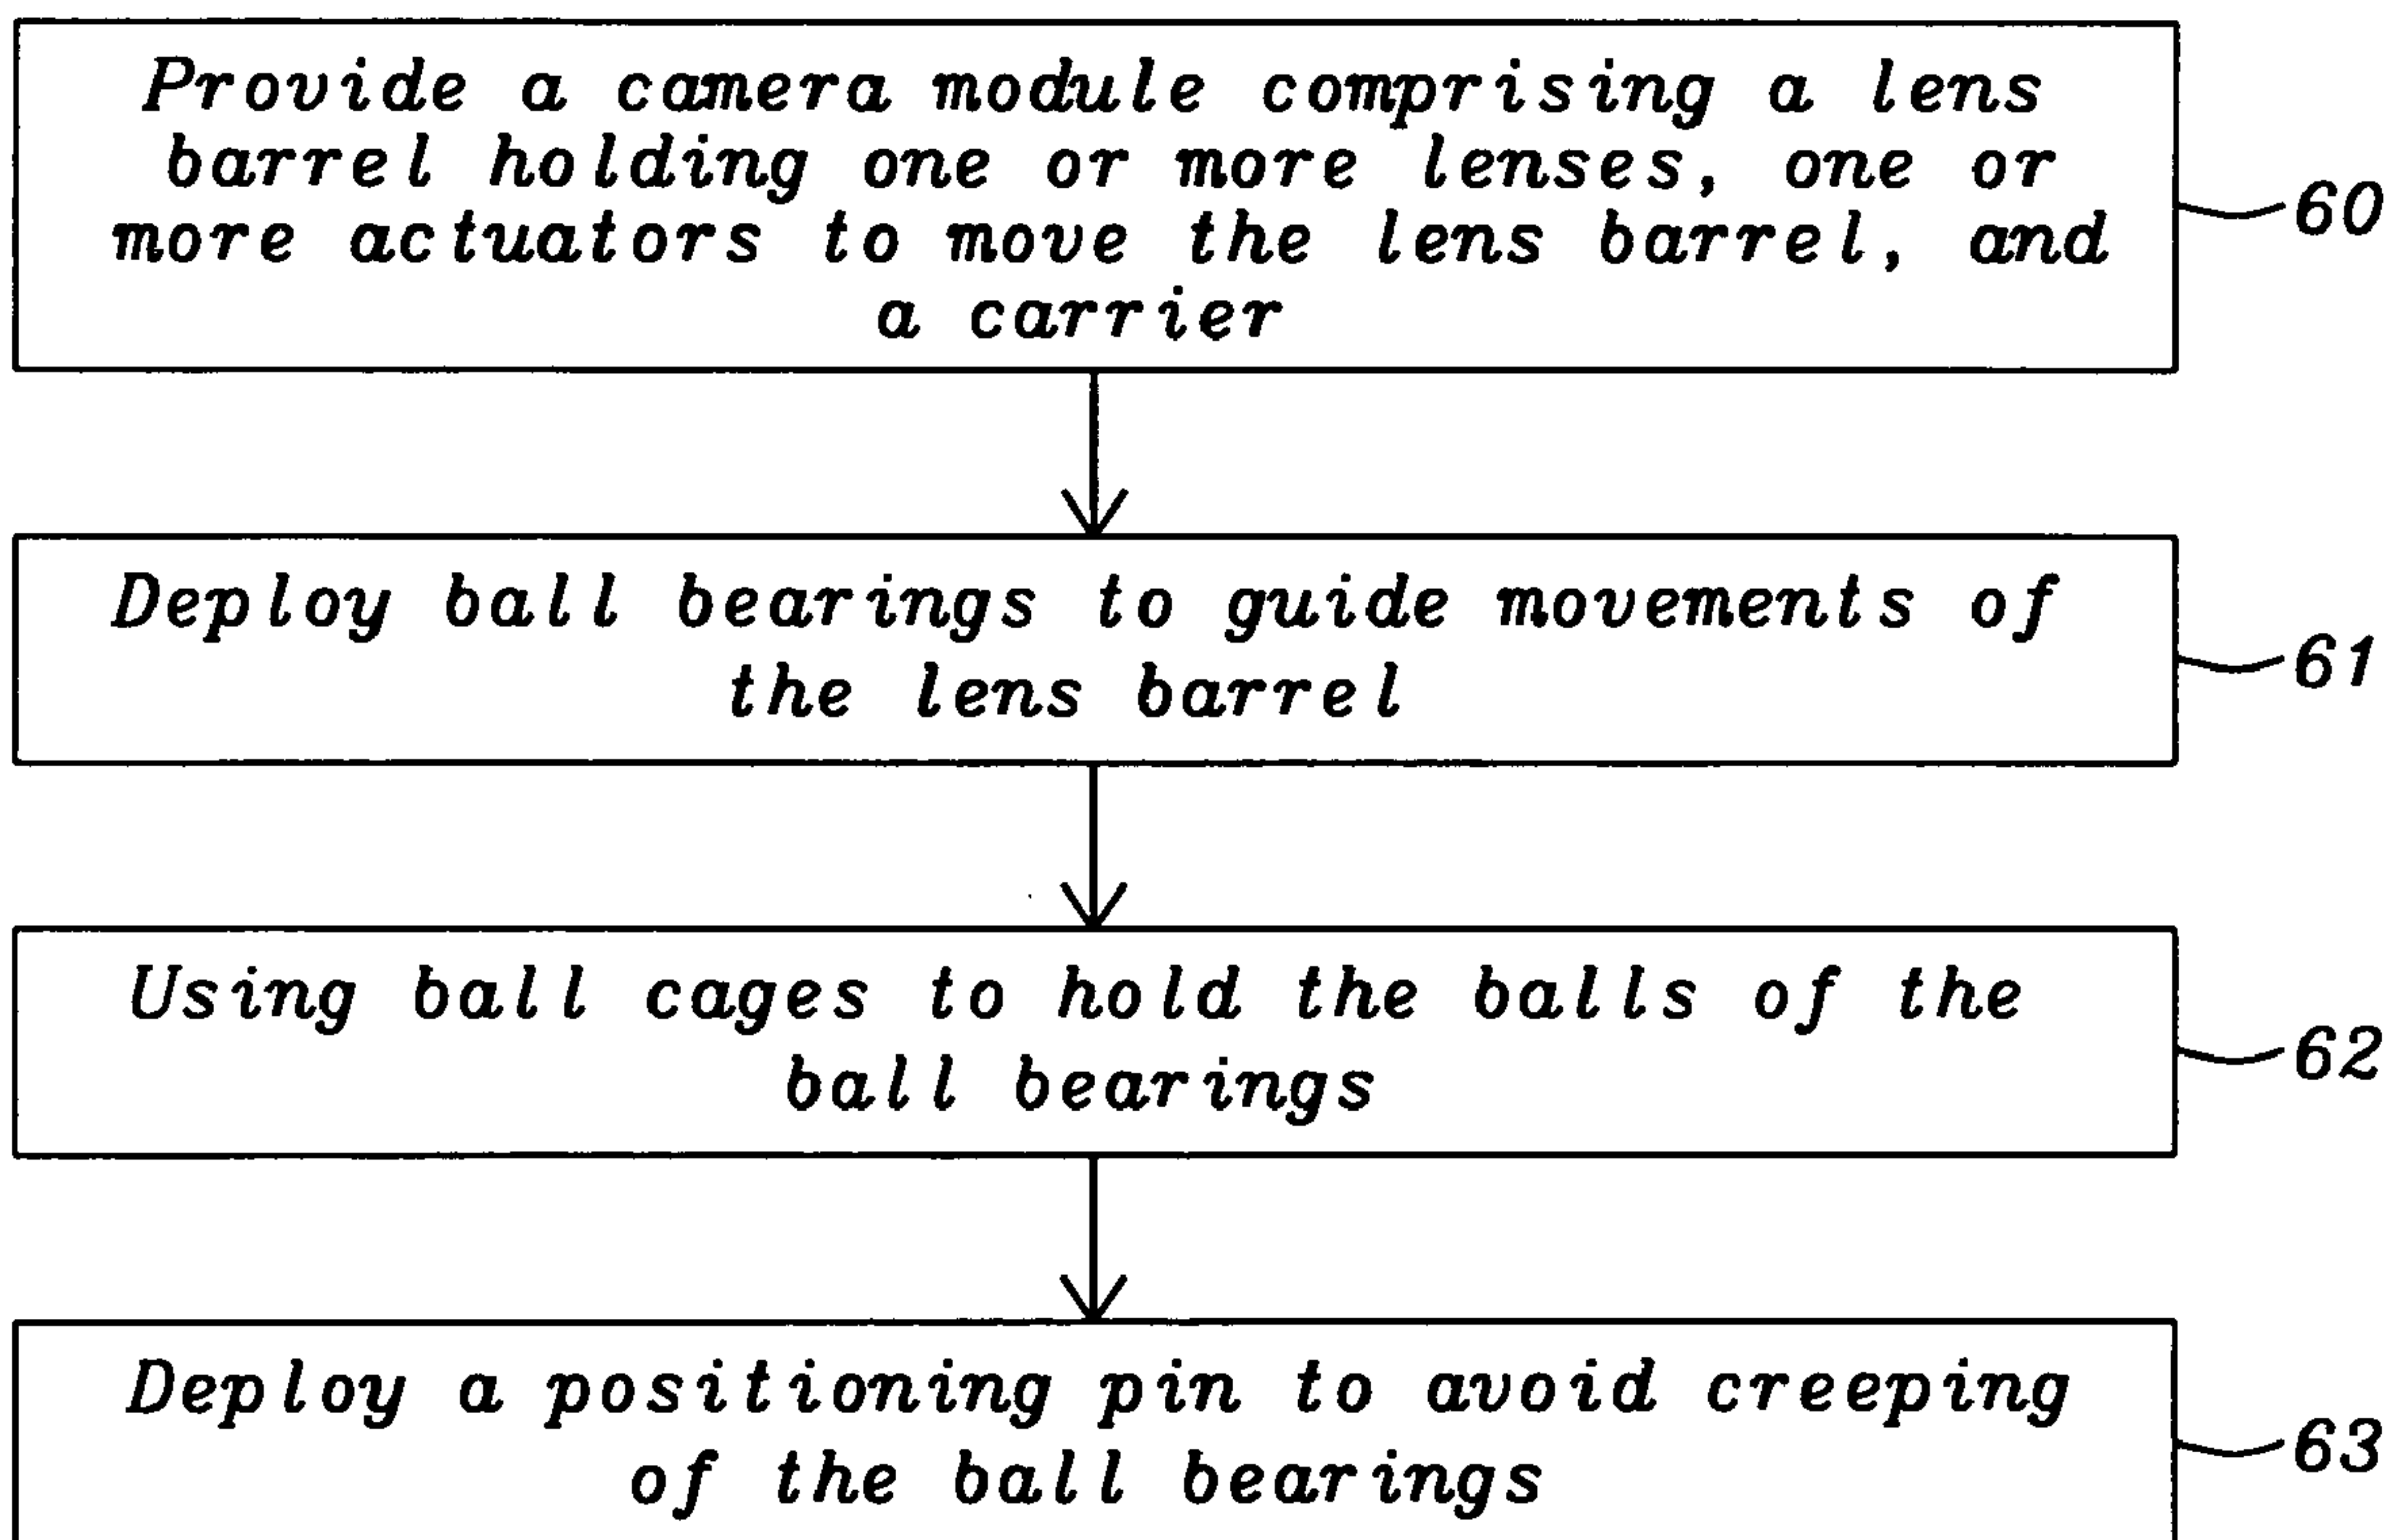 Provide a camera module comprising a lens
barrel holding one or more lenses, one or
more actuators to move the lens barrel, and
a carrier
60
Deploy ball bearings to guide movements of
the lens barrel
61
Using ball cages to hold the balls of the
ball bearings
62
Deploy a positioning pin to avoid creeping
of the ball bearings
63